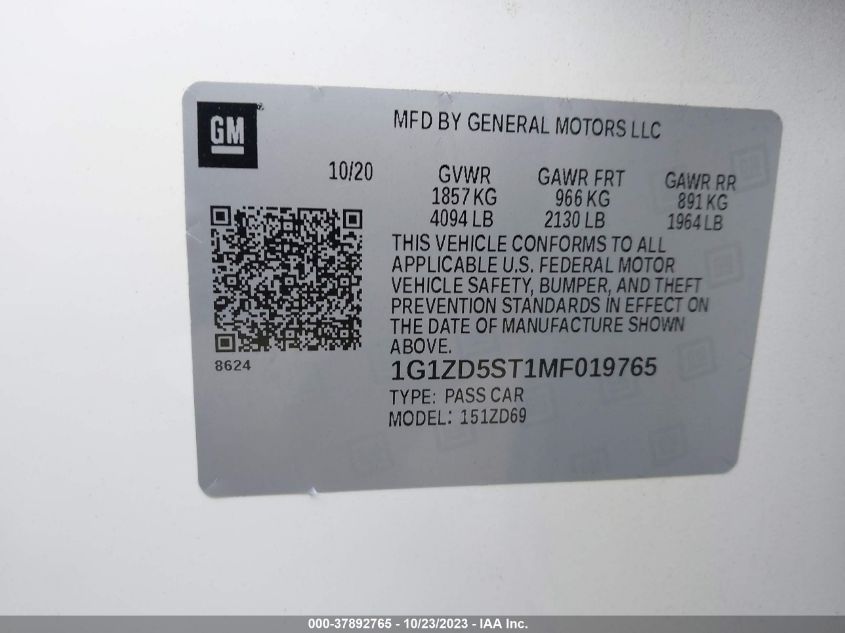 GM
MFD BY GENERAL MOTORS LLC
10/20 GVWR GAWR FRT GAWR RR
1857 KG 966 KG 891 KG
4094 LB 2130 LB 1964 LB
THIS VEHICLE CONFORMS TO ALL
APPLICABLE U.S. FEDERAL MOTOR
VEHICLE SAFETY, BUMPER, AND THEFT
PREVENTION STANDARDS IN EFFECT ON
THE DATE OF MANUFACTURE SHOWN
ABOVE.
8624
1G1ZD5ST1MF019765
TYPE: PASS CAR
MODEL: 151ZD69
000-37892765 - 10/23/2023 - IAA Inc.